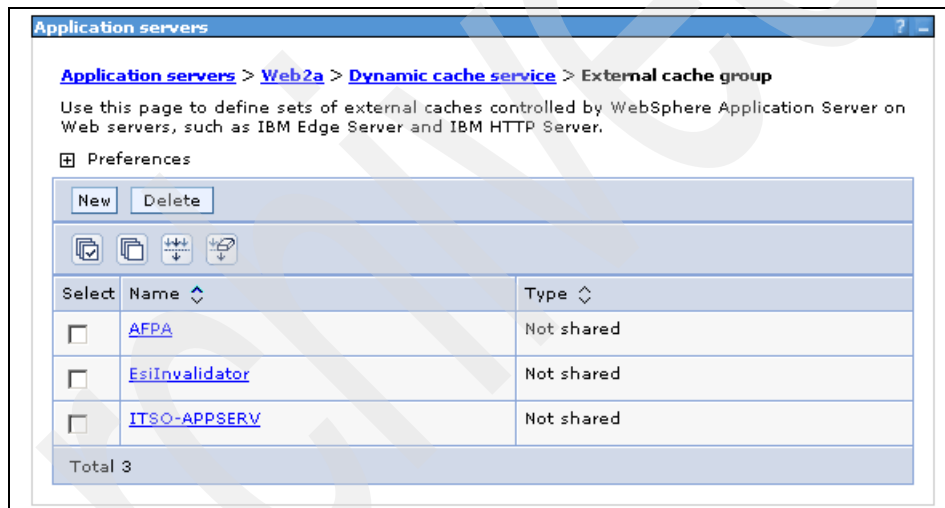 Application servers ? _
Application servers > Web2a > Dynamic cache service > External cache group
Use this page to define sets of external caches controlled by WebSphere Application Server on
Web servers, such as IBM Edge Server and IBM HTTP Server.
+ Preferences
New Delete
Select Name Type
AFPA Not shared
EsiInvalidator Not shared
ITSO-APPSERV Not shared
Total 3